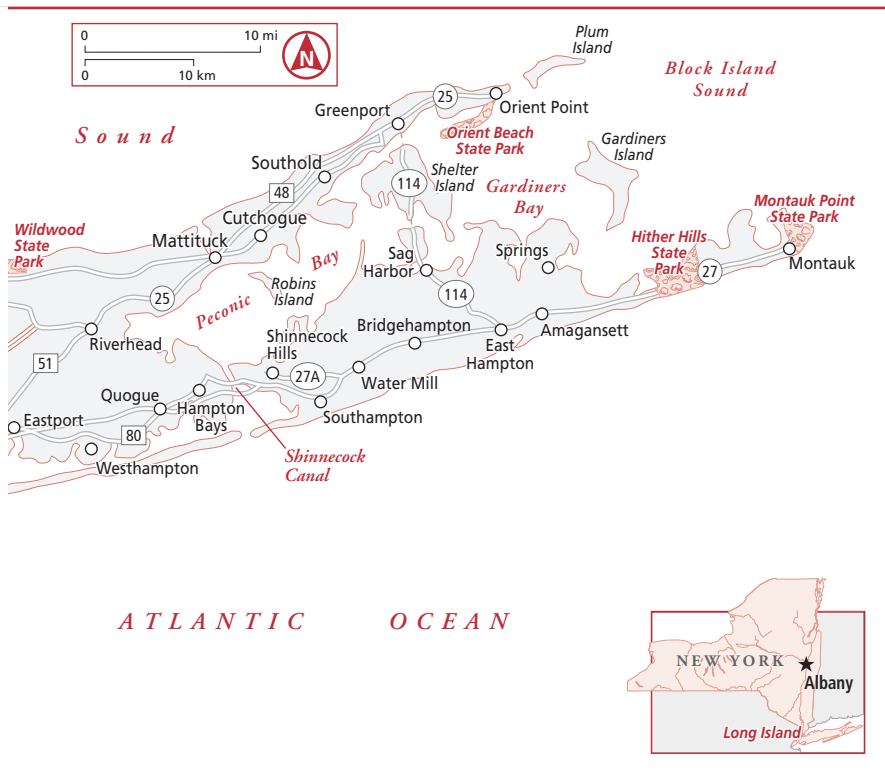 0 10 mi
0 10 km
N
Plum
Island
Block Island
Sound
Sound
Greenport
25
Orient Point
Orient Beach
State Park
Gardiners
Island
Southold
Shelter
Island
114
48
Gardiners
Bay
Montauk Point
State Park
Cutchogue
Wildwood
State
Park
Mattituck
Hither Hills
State
Park
Bay
Sag
Harbor
Springs
Montauk
27
Robins
Island
25
114
Peconic
Bridgehampton
Amagansett
Riverhead
Shinnecock
Hills
East
Hampton
51
27A
Water Mill
Quogue
Hampton
Bays
Southampton
Eastport
80
Westhampton
Shinnecock
Canal
ATLANTIC OCEAN
NEW YORK
Albany
Long Island